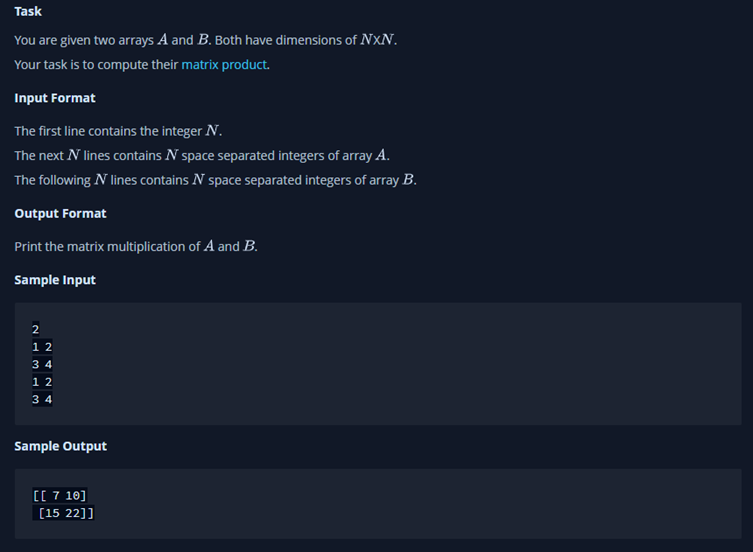 Task
You are given two arrays A and B. Both have dimensions of NXN.
Your task is to compute their matrix product.
Input Format
The first line contains the integer N.
The next N lines contains N space separated integers of array A.
The following N lines contains N space separated integers of array B.
Output Format
Print the matrix multiplication of A and B.
Sample Input
2
1 2
3 4
1 2
3 4
Sample Output
[[ 7 10]
 [15 22]]